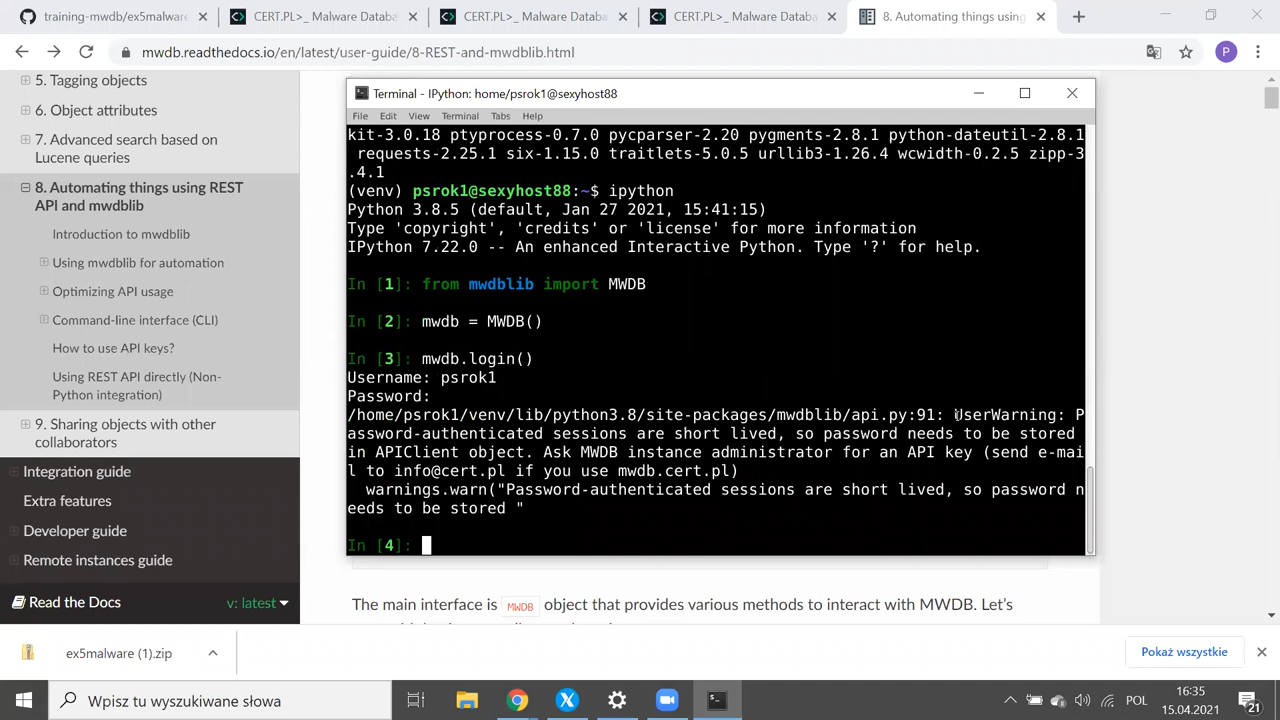 training-mwdb/ex5malware
CERT.PL>_ Malware Databa
CERT.PL>_ Malware Databa
CERT.PL>_ Malware Databa
8. Automating things using
mwdb.readthedocs.io/en/latest/user-guide/8-REST-and-mwdblib.html
P
5. Tagging objects
6. Object attributes
7. Advanced search based on
Lucene queries
8. Automating things using REST
API and mwdblib
Introduction to mwdblib
Using mwdblib for automation
Optimizing API usage
Command-line interface (CLI)
How to use API keys?
Using REST API directly (Non-
Python integration)
9. Sharing objects with other
collaborators
Integration guide
Extra features
Developer guide
Remote instances guide
Read the Docs
v: latest
Terminal - IPython: home/psrok1@sexyhost88
File Edit View Terminal Tabs Help
kit-3.0.18 ptyprocess-0.7.0 pycparser-2.20 pygments-2.8.1 python-dateutil-2.8.1
requests-2.25.1 six-1.15.0 traitlets-5.0.5 urllib3-1.26.4 wcwidth-0.2.5 zipp-3
.4.1
(venv) psrok1@sexyhost88:~$ ipython
Python 3.8.5 (default, Jan 27 2021, 15:41:15)
Type 'copyright', 'credits' or 'license' for more information
IPython 7.22.0 -- An enhanced Interactive Python. Type '?' for help.
In [1]: from mwdblib import MWDB
In [2]: mwdb = MWDB()
In [3]: mwdb.login()
Username: psrok1
Password:
/home/psrok1/venv/lib/python3.8/site-packages/mwdblib/api.py:91: UserWarning: P
assword-authenticated sessions are short lived, so password needs to be stored
in APIClient object. Ask MWDB instance administrator for an API key (send e-mai
l to info@cert.pl if you use mwdb.cert.pl)
warnings.warn("Password-authenticated sessions are short lived, so password n
eeds to be stored "
In [4]:
The main interface is MWDB object that provides various methods to interact with MWDB. Let's
ex5malware (1).zip
Pokaż wszystkie
Wpisz tu wyszukiwane słowa
POL
16:35
15.04.2021
21